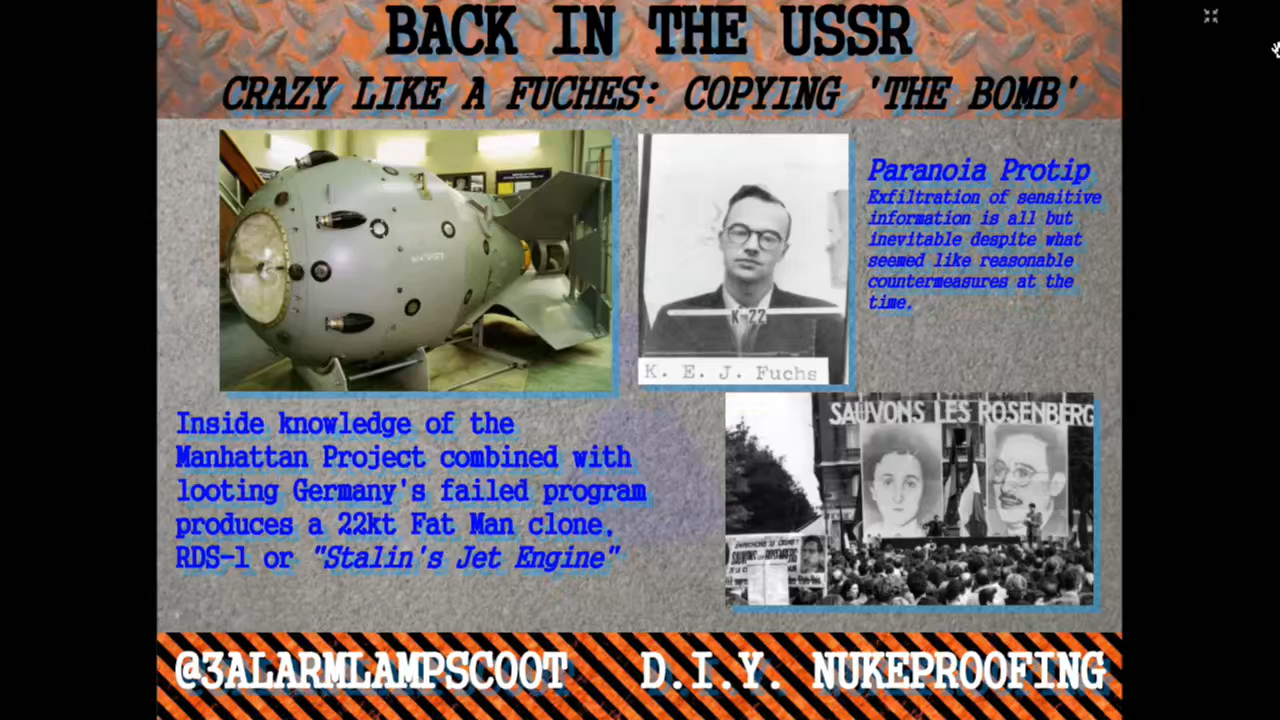 BACK IN THE USSR
CRAZY LIKE A FUCHES: COPYING 'THE BOMB'
Paranoia Protip
Exfiltration of sensitive
information is all but
inevitable despite what
seemed like reasonable
countermeasures at the
time.
K-22
K. E. J. Fuchs
Inside knowledge of the
Manhattan Project combined with
looting Germany's failed program
produces a 22kt Fat Man clone,
RDS-1 or "Stalin's Jet Engine"
SAUVONS LES ROSENBERG
@3ALARMLAMPSCOOT
D.I.Y. NUKEPROOFING